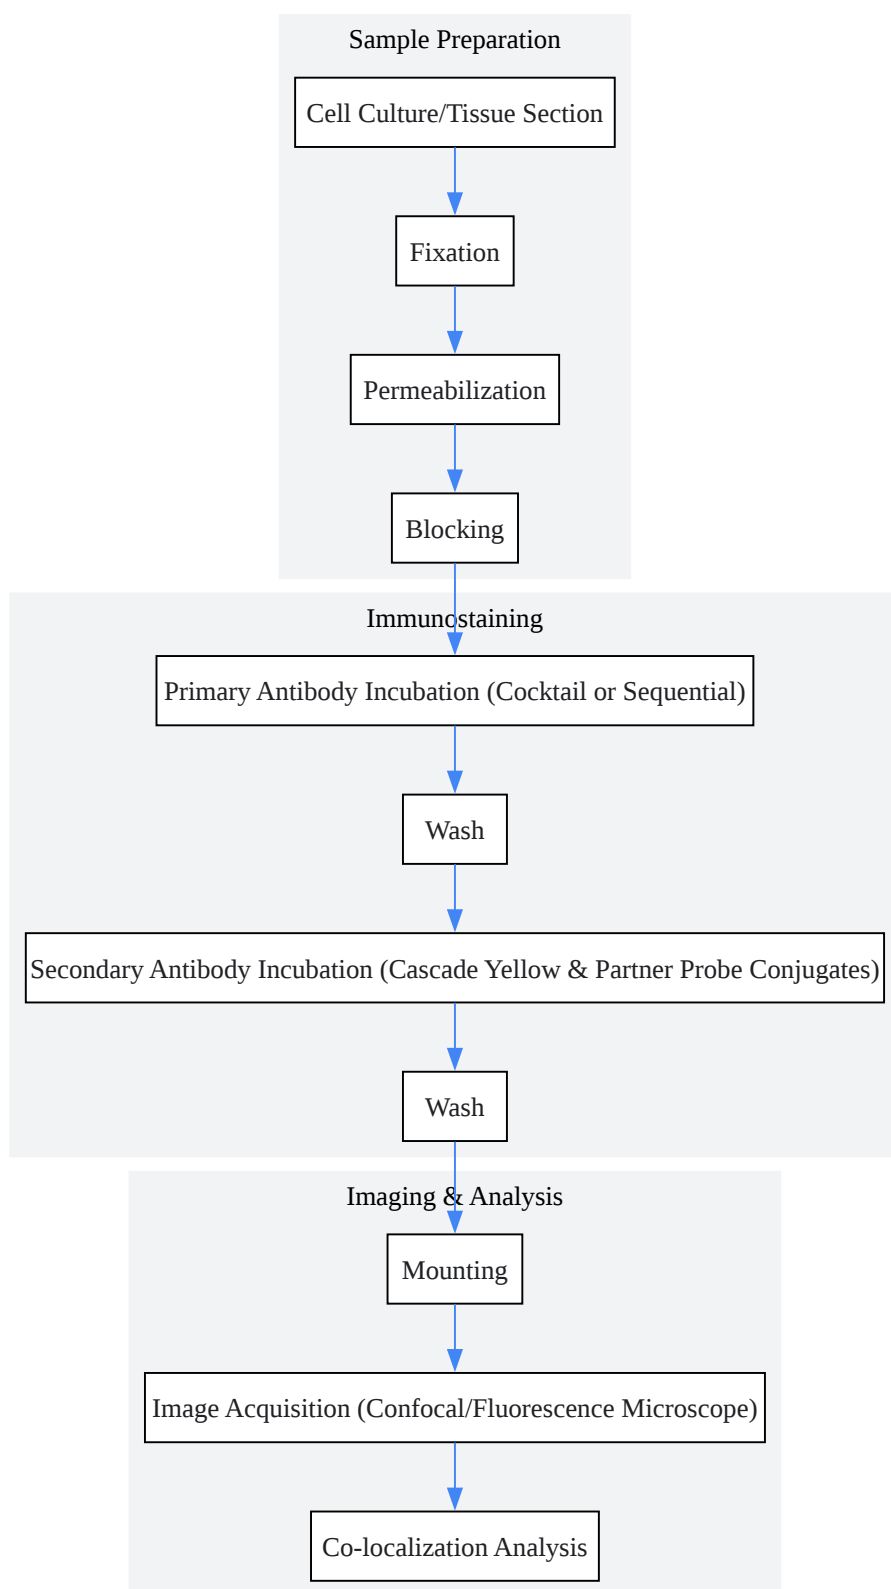 Sample Preparation
Cell Culture/Tissue Section
Fixation
Permeabilization
Blocking
Immunostaining
Primary Antibody Incubation (Cocktail or Sequential)
Wash
Secondary Antibody Incubation (Cascade Yellow & Partner Probe Conjugates)
Wash
Imaging & Analysis
Mounting
Image Acquisition (Confocal/Fluorescence Microscope)
Co-localization Analysis